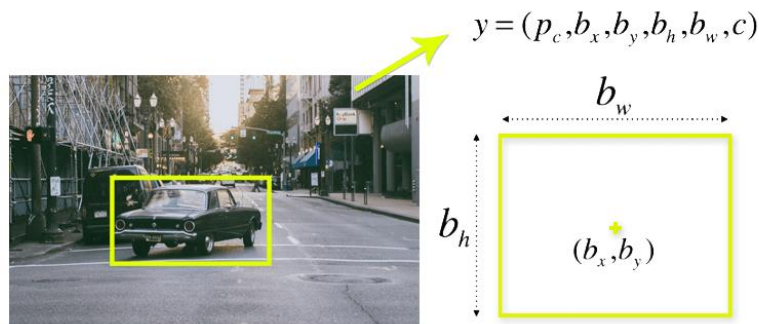 y = (p_c, b_x, b_y, b_h, b_w, c)
b_w
b_h
(b_x, b_y)